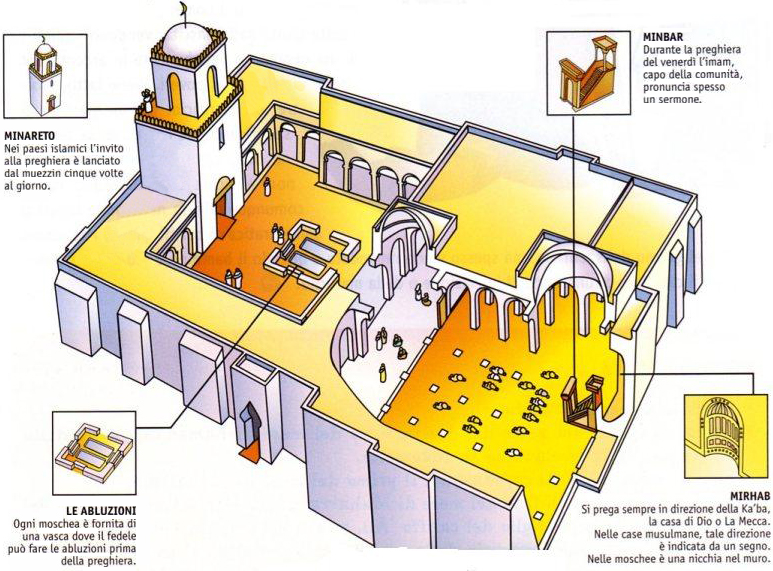 MINARETO
Nei paesi islamici l'invito
alla preghiera è lanciato
dal muezzin cinque volte
al giorno.
MINBAR
Durante la preghiera
del venerdì l'imam,
capo della comunità,
pronuncia spesso
un sermone.
LE ABLUZIONI
Ogni moschea è fornita di
una vasca dove il fedele
può fare le abluzioni prima
della preghiera.
MIRHAB
Si prega sempre in direzione della Ka'ba,
la casa di Dio o La Mecca.
Nelle case musulmane, tale direzione
è indicata da un segno.
Nelle moschee è una nicchia nel muro.